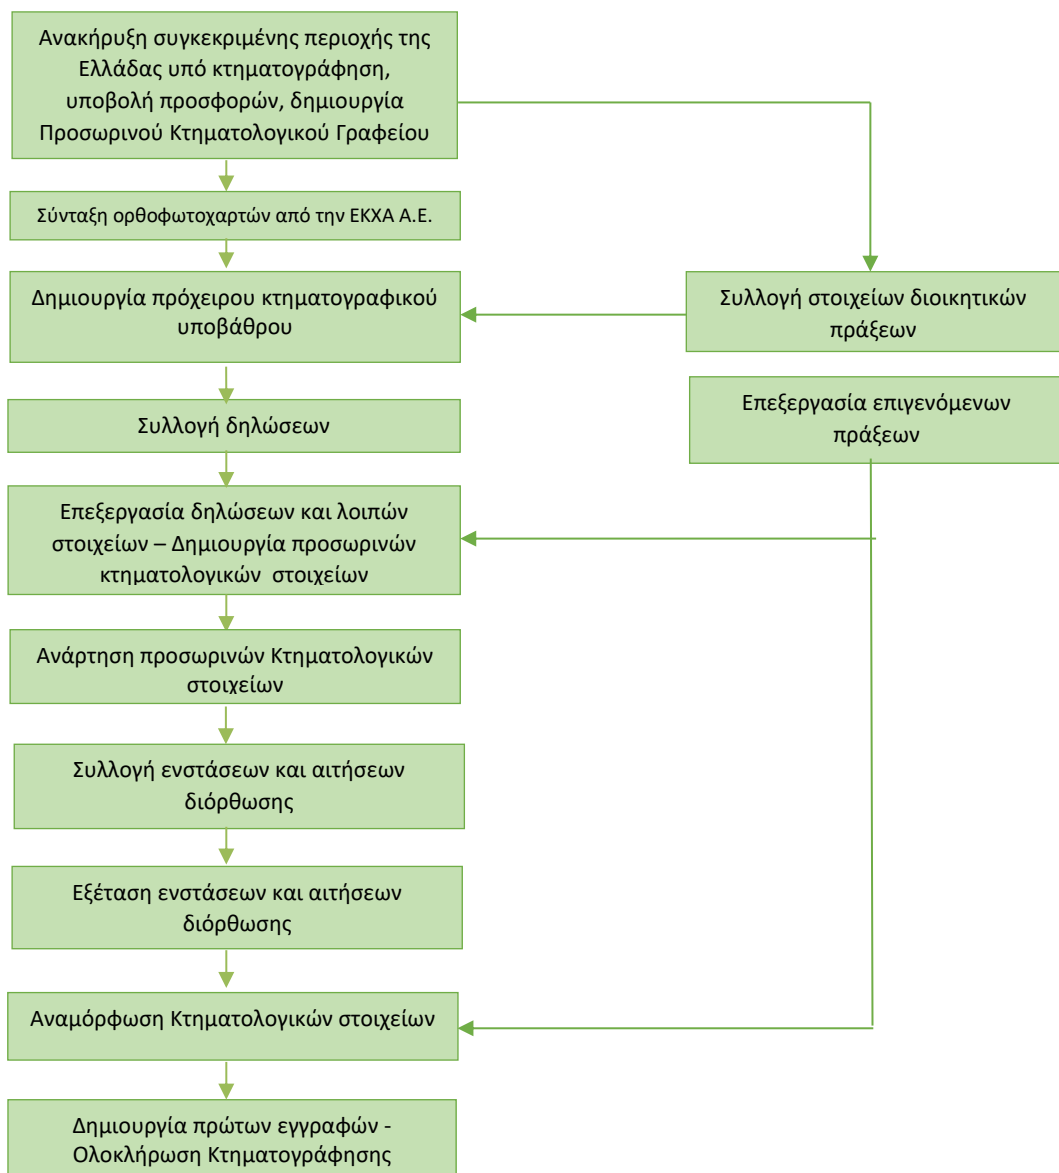 Ανακήρυξη συγκεκριμένης περιοχής της
Ελλάδας υπό κτηματογράφηση,
υποβολή προσφορών, δημιουργία
Προσωρινού Κτηματολογικού Γραφείου
Σύνταξη ορθοφωτοχαρτών από την ΕΚΧΑ Α.Ε.
Δημιουργία πρόχειρου κτηματογραφικού
υποβάθρου
Συλλογή στοιχείων διοικητικών
πράξεων
Συλλογή δηλώσεων
Επεξεργασία επιγενόμενων
πράξεων
Επεξεργασία δηλώσεων και λοιπών
στοιχείων – Δημιουργία προσωρινών
κτηματολογικών στοιχείων
Ανάρτηση προσωρινών Κτηματολογικών
στοιχείων
Συλλογή ενστάσεων και αιτήσεων
διόρθωσης
Εξέταση ενστάσεων και αιτήσεων
διόρθωσης
Αναμόρφωση Κτηματολογικών στοιχείων
Δημιουργία πρώτων εγγραφών -
Ολοκλήρωση Κτηματογράφησης